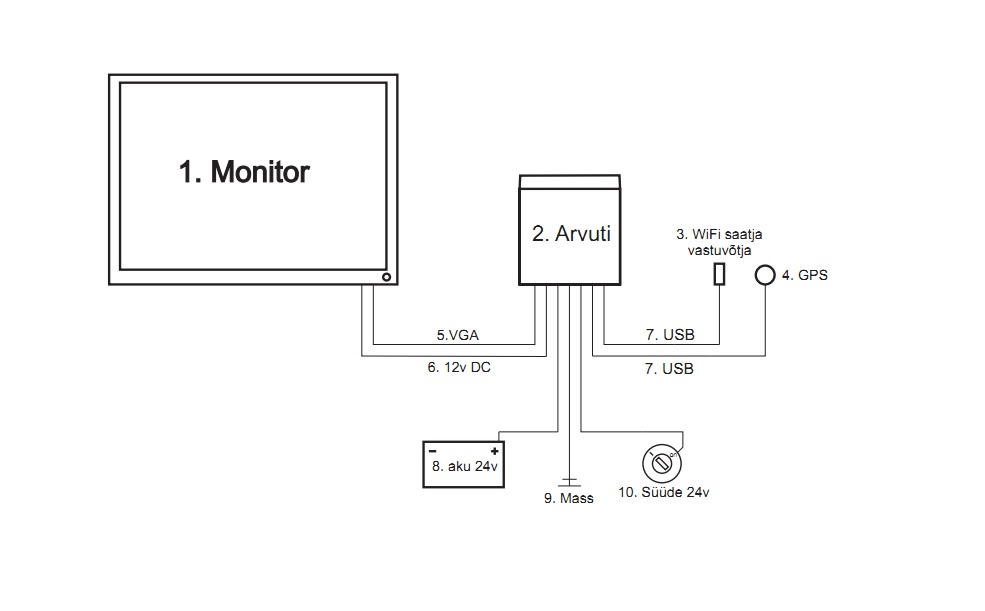 1. Monitor
2. Arvuti
3. WiFi saatja
vastuvõtja
4. GPS
5.VGA
7. USB
6. 12v DC
7. USB
- +
8. aku 24v
on
9. Mass
10. Süüde 24v